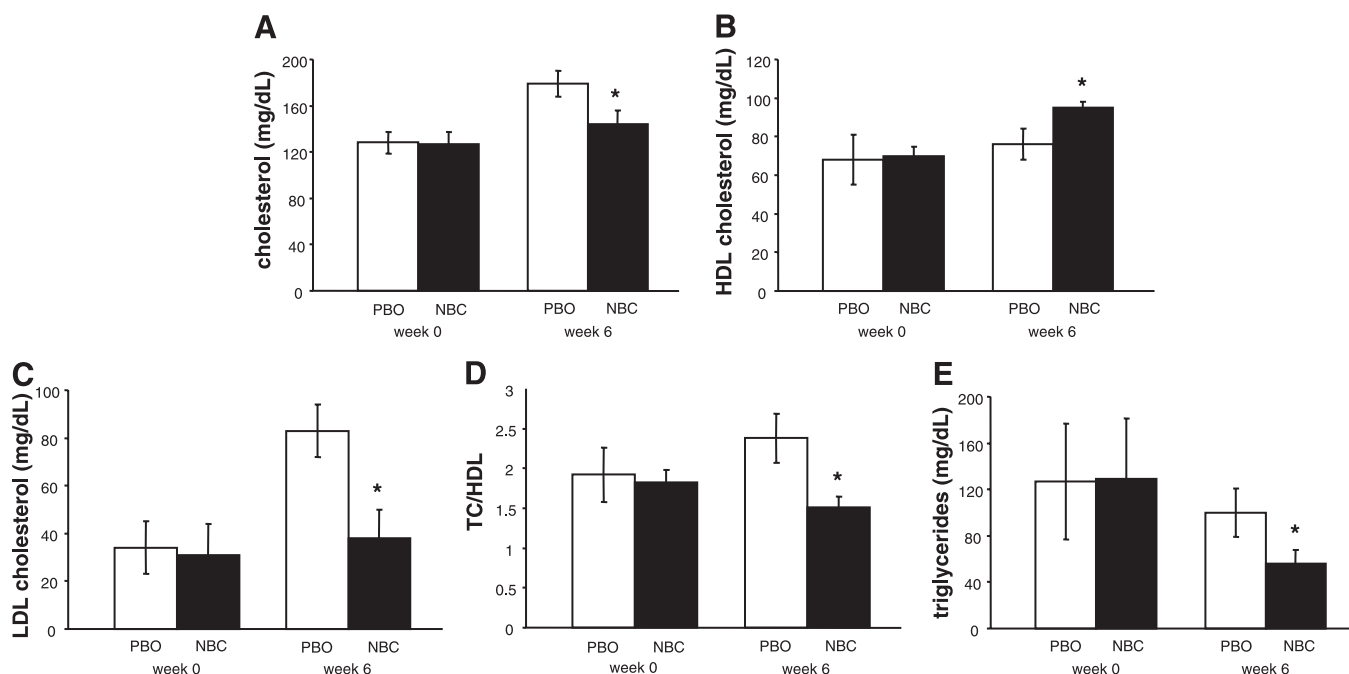 A
cholesterol (mg/dL)
200
160
120
80
40
0
*
PBO NBC PBO NBC
week 0 week 6
B
HDL cholesterol (mg/dL)
120
100
80
60
40
20
0
*
PBO NBC PBO NBC
week 0 week 6
C
LDL cholesterol (mg/dL)
100
80
60
40
20
0
*
PBO NBC PBO NBC
week 0 week 6
D
TC/HDL
3
2.5
2
1.5
1
0.5
0
*
PBO NBC PBO NBC
week 0 week 6
E
triglycerides (mg/dL)
200
160
120
80
40
0
*
PBO NBC PBO NBC
week 0 week 6